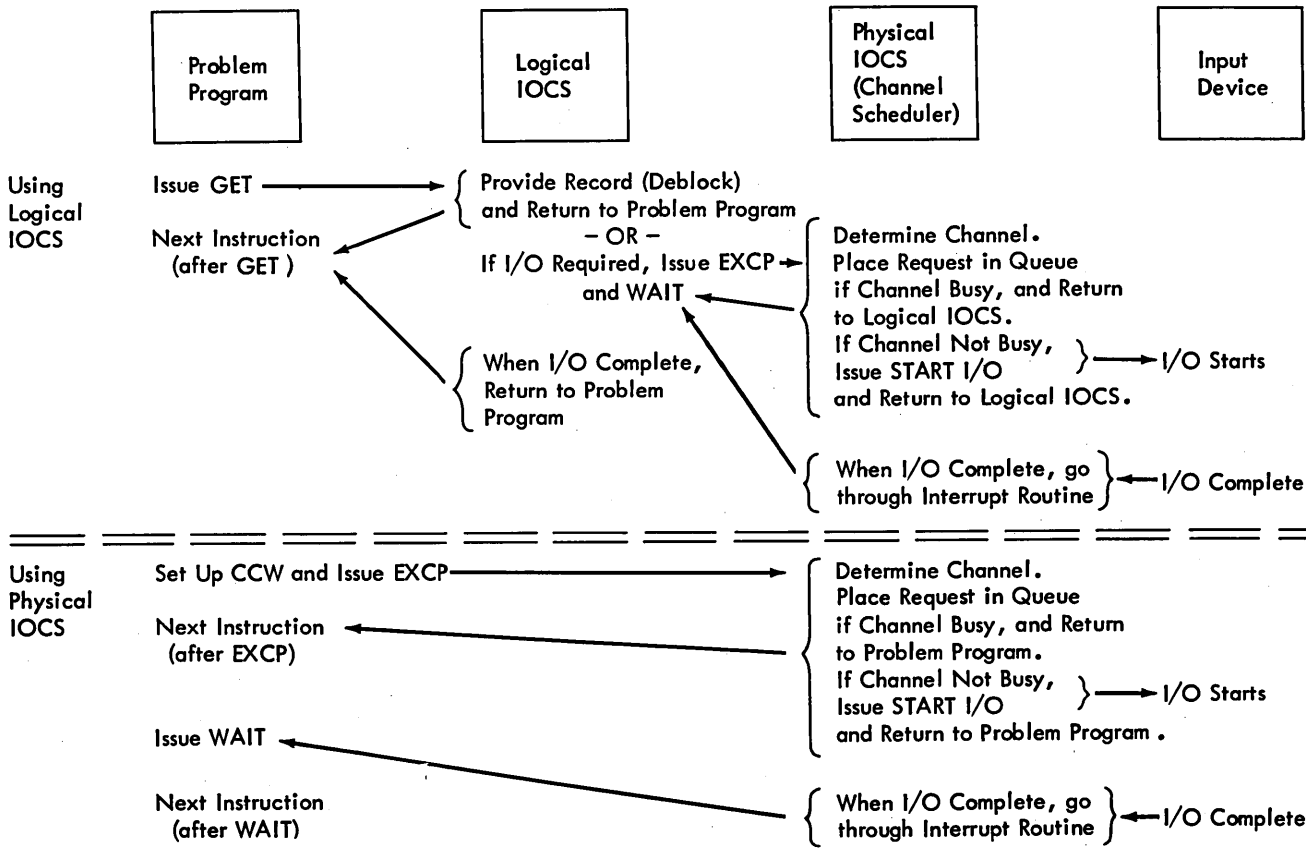 Problem
Program
Logical
IOCS
Physical
IOCS
(Channel
Scheduler)
Input
Device
Using
Logical
IOCS
Issue GET
Next Instruction
(after GET )
Provide Record (Deblock)
and Return to Problem Program
– OR –
If I/O Required, Issue EXCP
and WAIT
When I/O Complete,
Return to Problem
Program
Determine Channel.
Place Request in Queue
if Channel Busy, and Return
to Logical IOCS.
If Channel Not Busy,
Issue START I/O
and Return to Logical IOCS.
I/O Starts
When I/O Complete, go
through Interrupt Routine
I/O Complete
Using
Physical
IOCS
Set Up CCW and Issue EXCP
Next Instruction
(after EXCP)
Issue WAIT
Next Instruction
(after WAIT)
Determine Channel.
Place Request in Queue
if Channel Busy, and Return
to Problem Program.
If Channel Not Busy,
Issue START I/O
and Return to Problem Program .
I/O Starts
When I/O Complete, go
through Interrupt Routine
I/O Complete